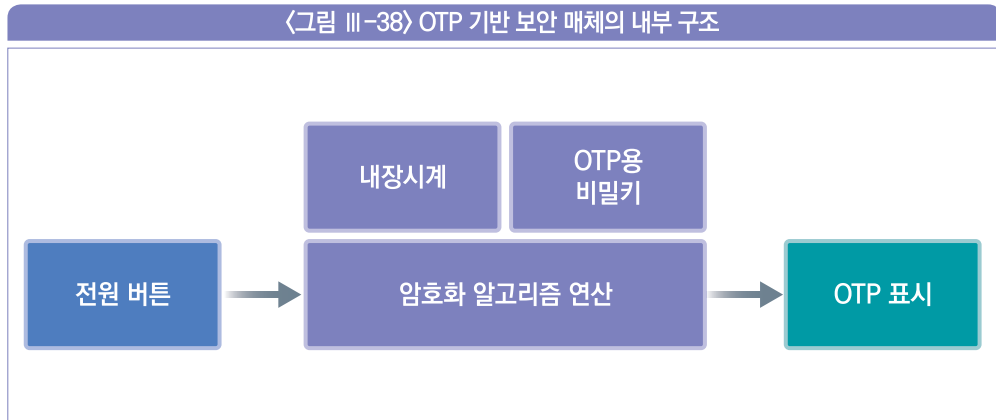 〈그림 Ⅲ-38〉 OTP 기반 보안 매체의 내부 구조
내장시계
OTP용
비밀키
전원 버튼
암호화 알고리즘 연산
OTP 표시